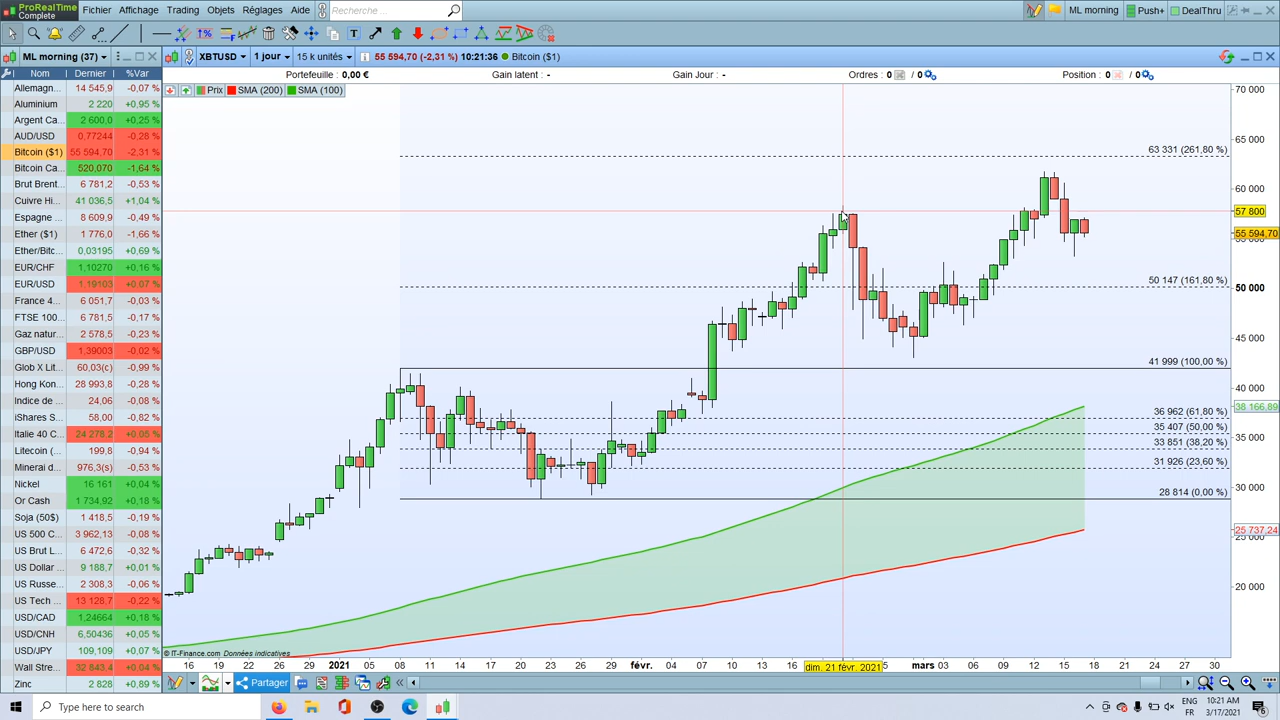 ProRealTime Complete
Fichier Affichage Trading Objets Réglages Aide Recherche ... ML morning Push+ DealThru
ML morning (37) XBTUSD 1 jour 15 k unités 55 594,70 (-2,31 %) 10:21:36 Bitcoin ($1)
Nom Dernier %Var
Portefeuille : 0,00 € Gain latent : - Gain Jour : - Ordres : 0 / 0 Position : 0 / 0
Prix SMA (200) SMA (100)
Allemagn... 14 545,9 -0,07 %
Aluminium 2 220 +0,95 %
Argent Ca... 2 600,0 +0,25 %
AUD/USD 0,77244 -0,28 %
Bitcoin ($1) 55 594,70 -2,31 %
Bitcoin Ca... 520,070 -1,64 %
Brut Brent... 6 781,2 -0,53 %
Cuivre Hi... 41 036,5 +1,04 %
Espagne ... 8 609,9 -0,49 %
Ether ($1) 1 776,0 -1,66 %
Ether/Bitc... 0,03195 +0,69 %
EUR/CHF 1,10270 +0,16 %
EUR/USD 1,19103 +0,07 %
France 4... 6 051,7 -0,03 %
FTSE 100... 6 781,5 -0,17 %
Gaz natur... 2 578,5 -0,23 %
GBP/USD 1,39003 -0,02 %
Glob X Lit... 60,03(c) -0,99 %
Hong Kon... 28 993,8 -0,28 %
Indice de ... 24,06 -0,08 %
iShares S... 58,00 -0,82 %
Italie 40 C... 24 278,2 +0,05 %
Litecoin (... 199,8 -0,94 %
Minerai d... 976,3(s) -0,53 %
Nickel 16 161 +0,04 %
Or Cash 1 734,92 +0,18 %
Soja (50$) 1 418,5 -0,19 %
US 500 C... 3 962,13 -0,08 %
US Brut L... 6 472,6 -0,32 %
US Dollar ... 9 188,7 +0,01 %
US Russe... 2 308,3 -0,06 %
US Tech ... 13 128,7 -0,22 %
USD/CAD 1,24664 +0,18 %
USD/CNH 6,50436 +0,05 %
USD/JPY 109,109 +0,07 %
Wall Stre... 32 843,4 +0,04 %
Zinc 2 828 +0,89 %
63 331 (261,80 %)
50 147 (161,80 %)
41 999 (100,00 %)
36 962 (61,80 %)
35 407 (50,00 %)
33 851 (38,20 %)
31 926 (23,60 %)
28 814 (0,00 %)
70 000
65 000
60 000
57 800
55 594,70
50 000
45 000
40 000
38 166,89
35 000
30 000
25 737,24
25 000
20 000
© IT-Finance.com Données indicatives
16 19 22 26 29 2021 05 08 11 14 17 20 23 26 29 févr. 04 07 10 13 16 dim. 21 févr. 2021 28 mars 03 06 09 12 15 18 21 24 27 30
Partager
Type here to search
ENG FR
10:21 AM
3/17/2021